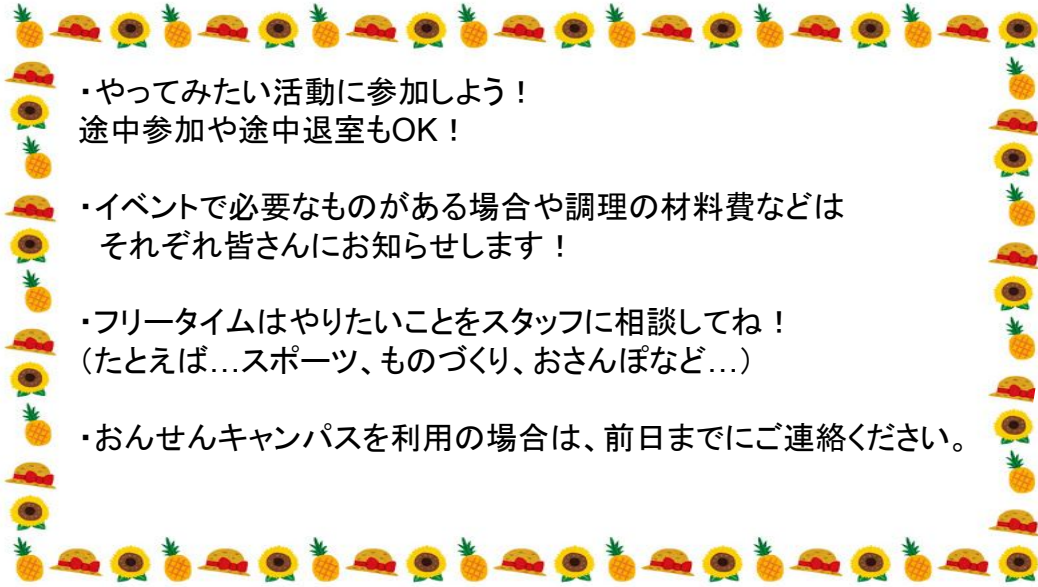 ・やってみたい活動に参加しよう！
途中参加や途中退室もOK！
・イベントで必要なものがある場合や調理の材料費などは
それぞれ皆さんにお知らせします！
・フリータイムはやりたいことをスタッフに相談してね！
（たとえば…スポーツ、ものづくり、おさんぽなど…）
・おんせんキャンパスを利用の場合は、前日までにご連絡ください。